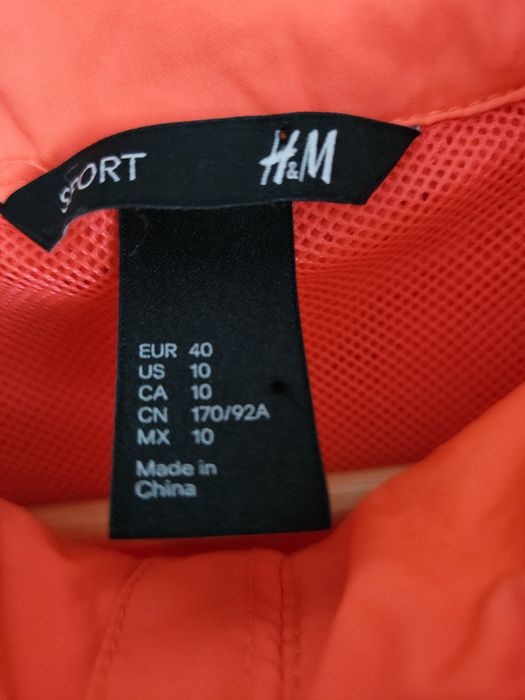 SPORT H&M
EUR 40
US 10
CA 10
CN 170/92A
MX 10
Made in
China